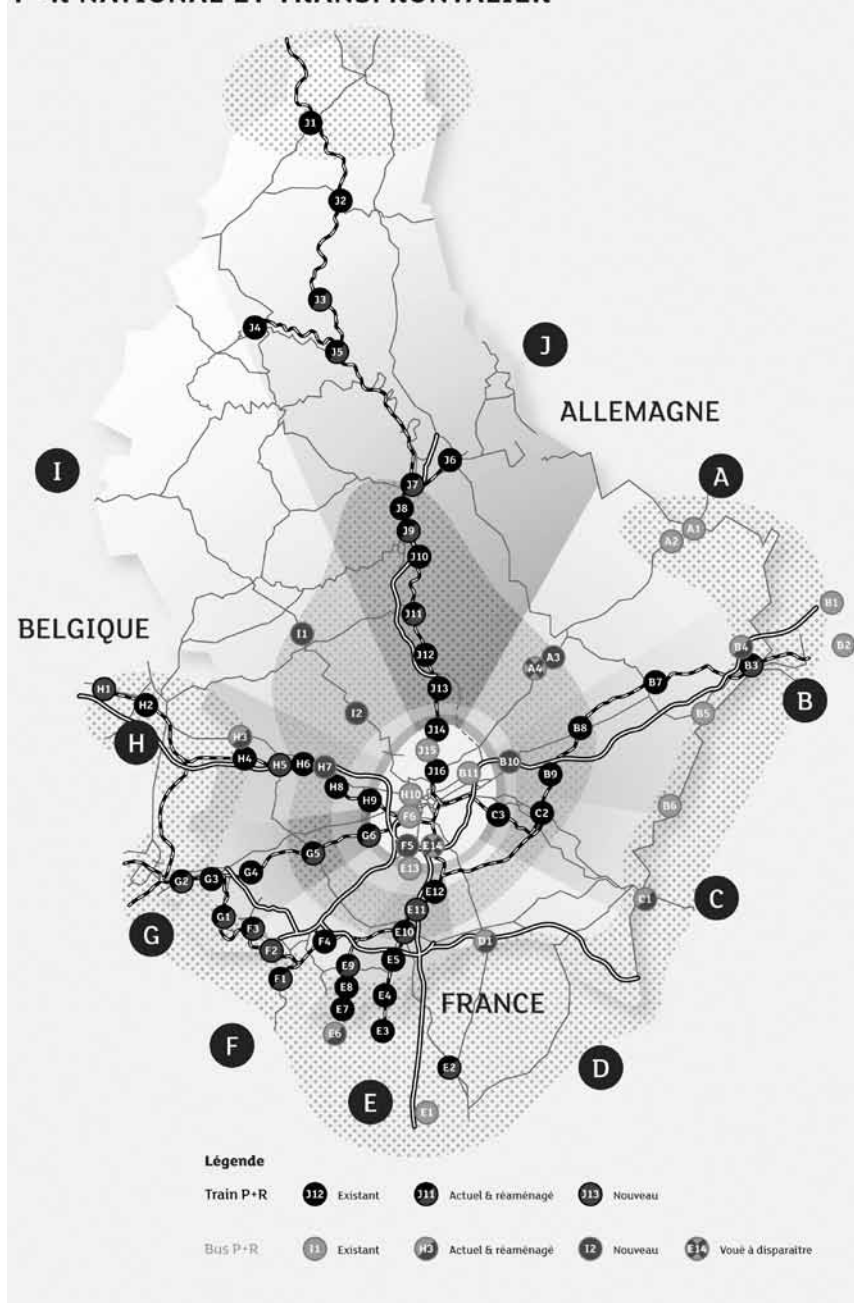 P+R NATIONAL ET TRANSFRONTALIER
J1
J2
J3
J4
J5
J
ALLEMAGNE
I
J6
A
J7
J8
J9
A1
A2
J10
B1
J11
BELGIQUE
I1
B4
B2
J12
A3
A4
B3
H1
J13
B7
B
H2
I2
B5
H
J14
B8
H3
J15
H4
H5
H6
H7
J16
B11
B10
B9
H8
H9
H10
B6
F6
C3
C2
G6
G5
F5
E14
E13
G2
G3
G4
E12
C1
C
G1
E11
G
F3
F2
F4
E10
D1
F1
E9
E5
E8
E4
FRANCE
E7
E6
E3
F
E2
D
E
E1
Légende
Train P+R J12 Existant J11 Actuel & réaménagé J13 Nouveau
Bus P+R I1 Existant H3 Actuel & réaménagé I2 Nouveau E14 Voué à disparaître